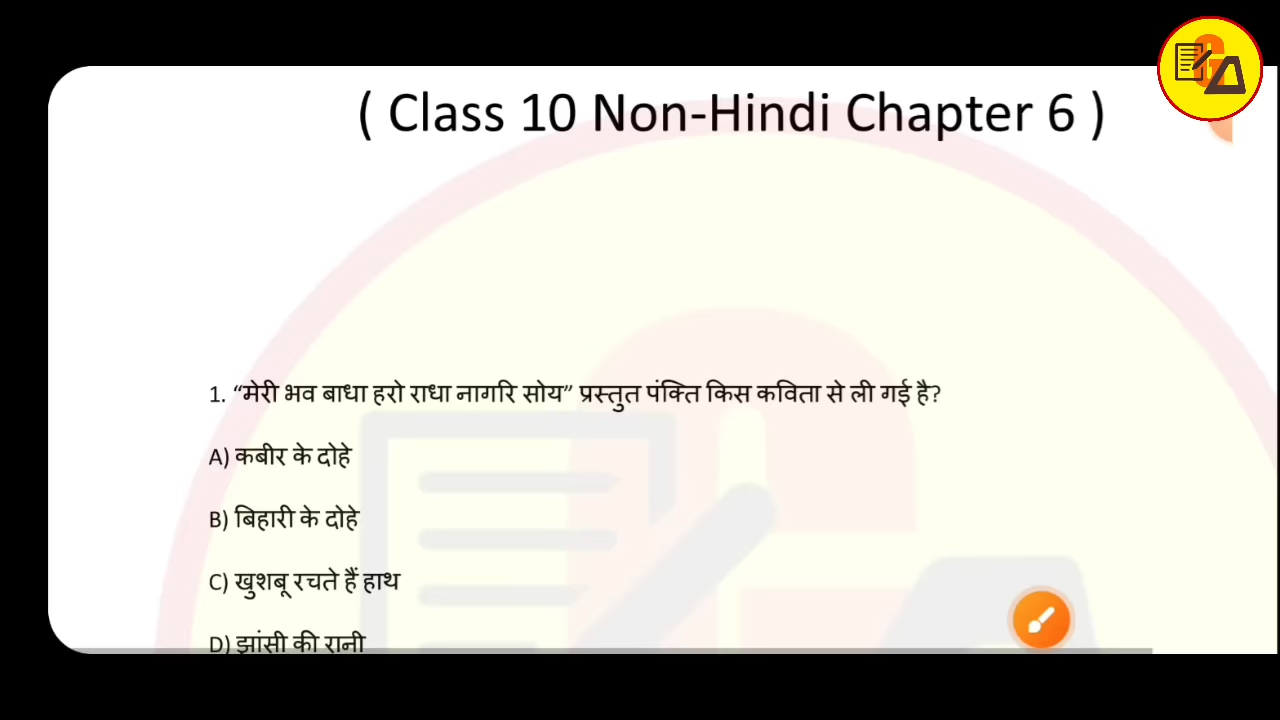 ( Class 10 Non-Hindi Chapter 6 )
1. “मेरी भव बाधा हरो राधा नागरि सोय” प्रस्तुत पंक्ति किस कविता से ली गई है?
A) कबीर के दोहे
B) बिहारी के दोहे
C) खुशबू रचते हैं हाथ
D) झांसी की रानी